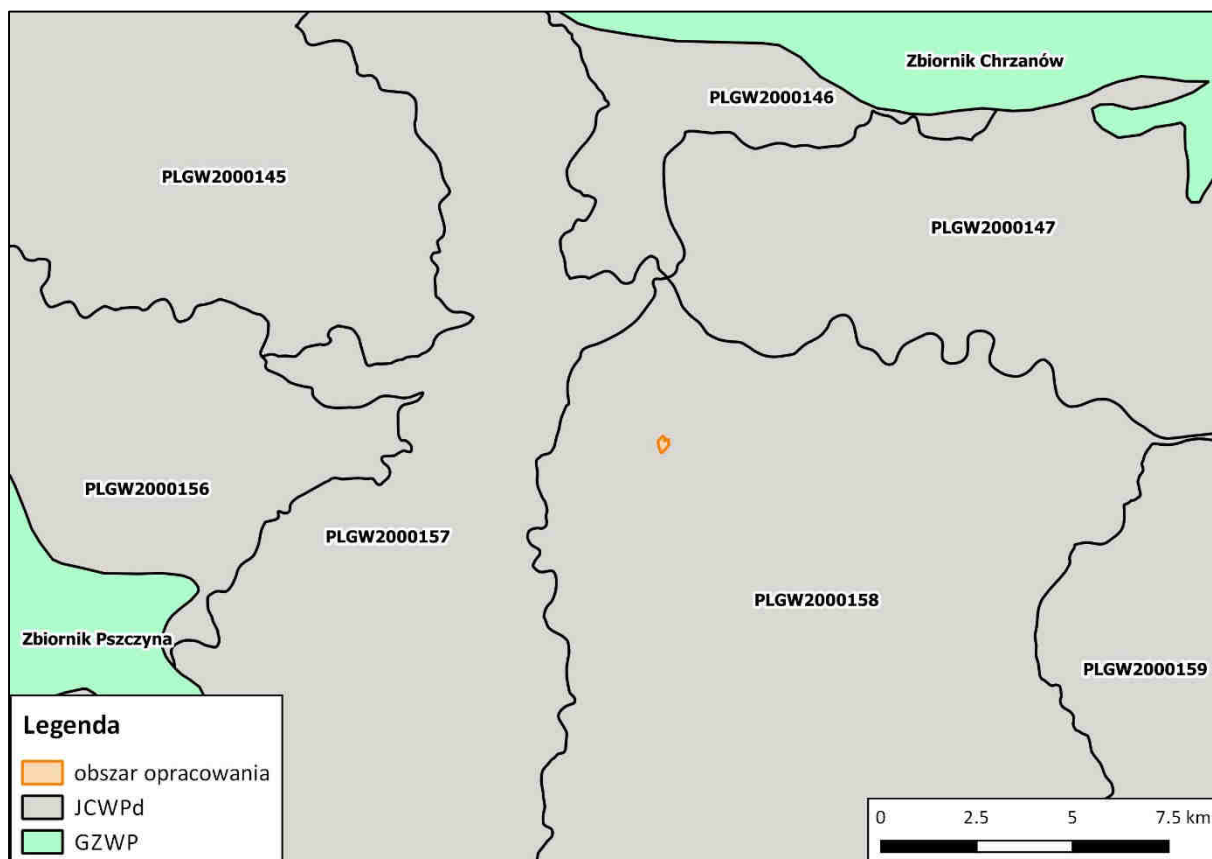 Zbiornik Chrzanów
PLGW2000146
PLGW2000145
PLGW2000147
PLGW2000156
PLGW2000157
PLGW2000158
Zbiornik Pszczyna
PLGW2000159
Legenda
obszar opracowania
JCWPd
GZWP
0 2.5 5 7.5 km